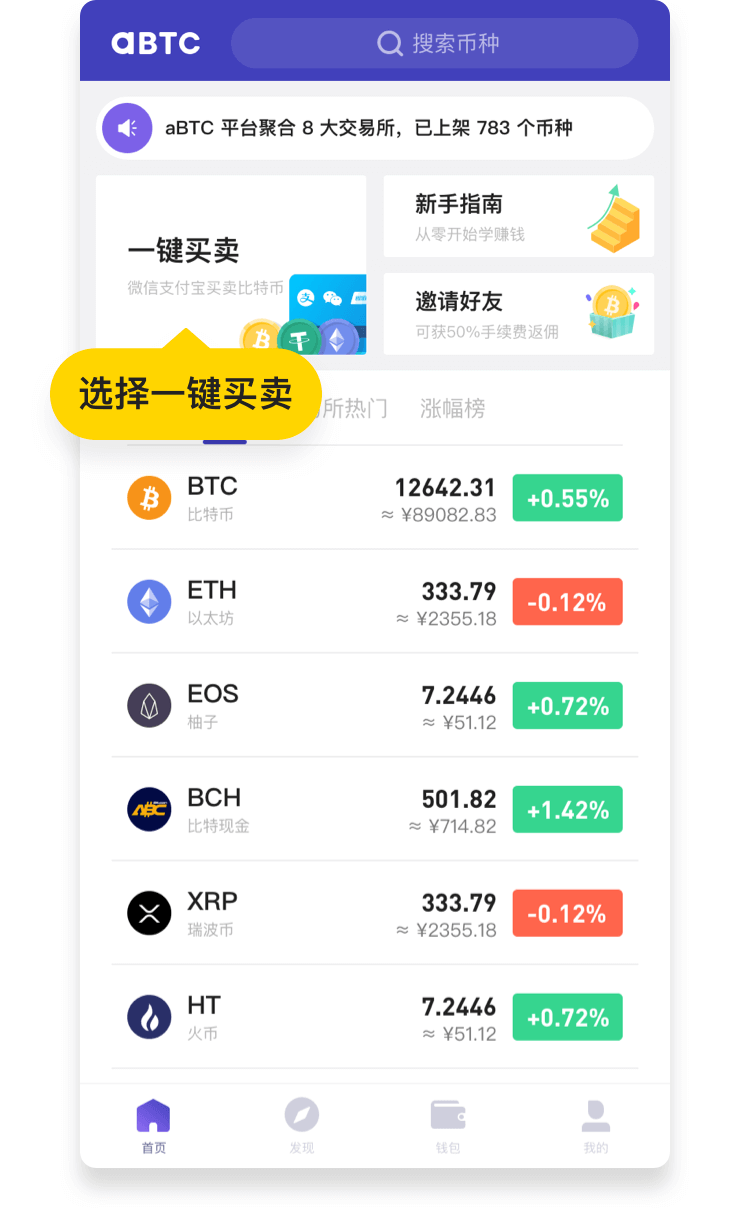 aBTC
搜索币种
aBTC 平台聚合 8 大交易所，已上架 783 个币种
一键买卖
微信支付宝买卖比特币
新手指南
从零开始学赚钱
邀请好友
可获50%手续费返佣
选择一键买卖
所热门
涨幅榜
BTC
比特币
12642.31
≈ ¥89082.83
+0.55%
ETH
以太坊
333.79
≈ ¥2355.18
-0.12%
EOS
柚子
7.2446
≈ ¥51.12
+0.72%
BCH
比特现金
501.82
≈ ¥714.82
+1.42%
XRP
瑞波币
333.79
≈ ¥2355.18
-0.12%
HT
火币
7.2446
≈ ¥51.12
+0.72%
首页
发现
钱包
我的